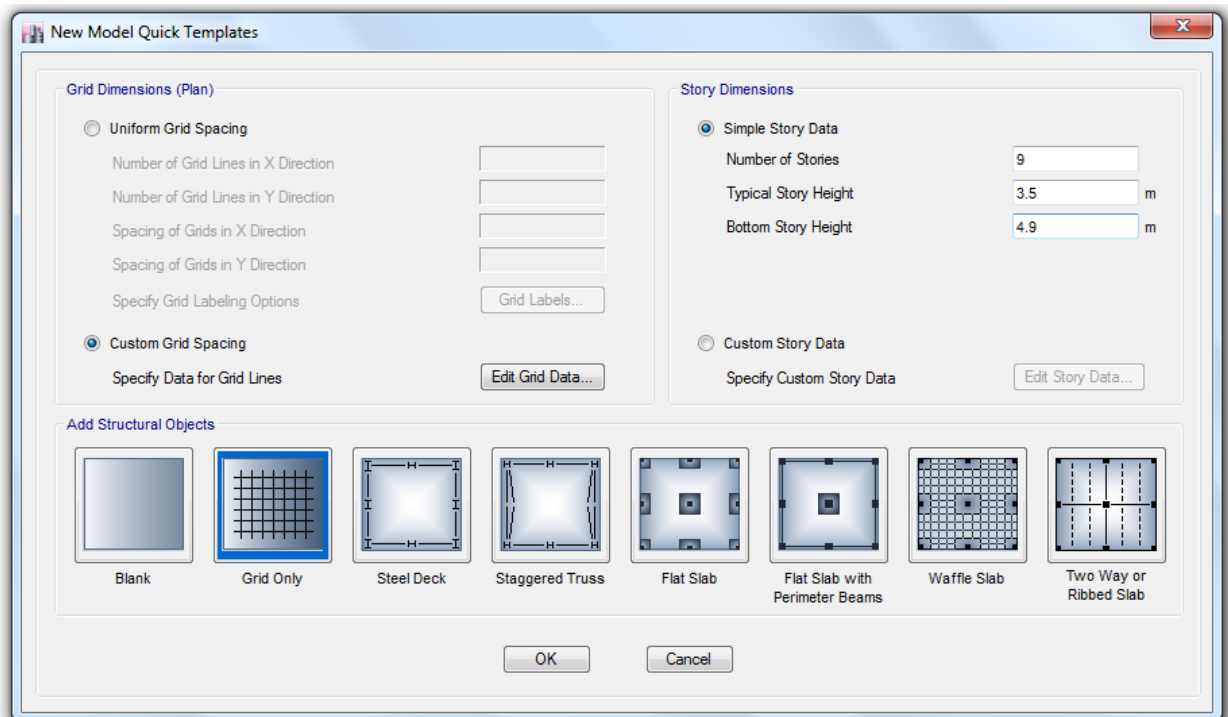 New Model Quick Templates
Grid Dimensions (Plan)
Uniform Grid Spacing
Number of Grid Lines in X Direction
Number of Grid Lines in Y Direction
Spacing of Grids in X Direction
Spacing of Grids in Y Direction
Specify Grid Labeling Options
Grid Labels...
Custom Grid Spacing
Specify Data for Grid Lines
Edit Grid Data...
Story Dimensions
Simple Story Data
Number of Stories 9
Typical Story Height 3.5 m
Bottom Story Height 4.9 m
Custom Story Data
Specify Custom Story Data
Edit Story Data...
Add Structural Objects
Blank
Grid Only
Steel Deck
Staggered Truss
Flat Slab
Flat Slab with
Perimeter Beams
Waffle Slab
Two Way or
Ribbed Slab
OK
Cancel